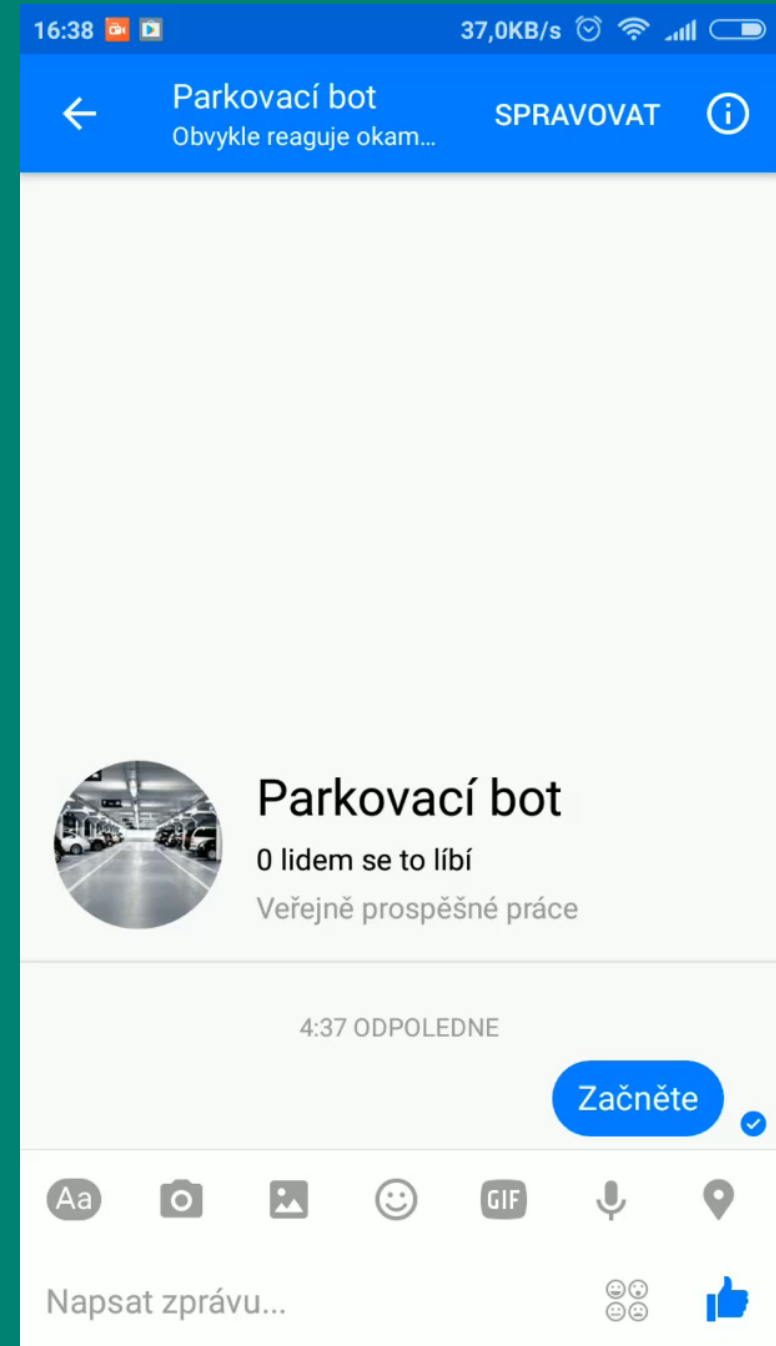 16:38 37,0KB/s
Parkovací bot
Obvykle reaguje okam...
SPRAVOVAT
Parkovací bot
0 lidem se to líbí
Veřejně prospěšné práce
4:37 ODPOLEDNE
Začněte
Aa GIF
Napsat zprávu...